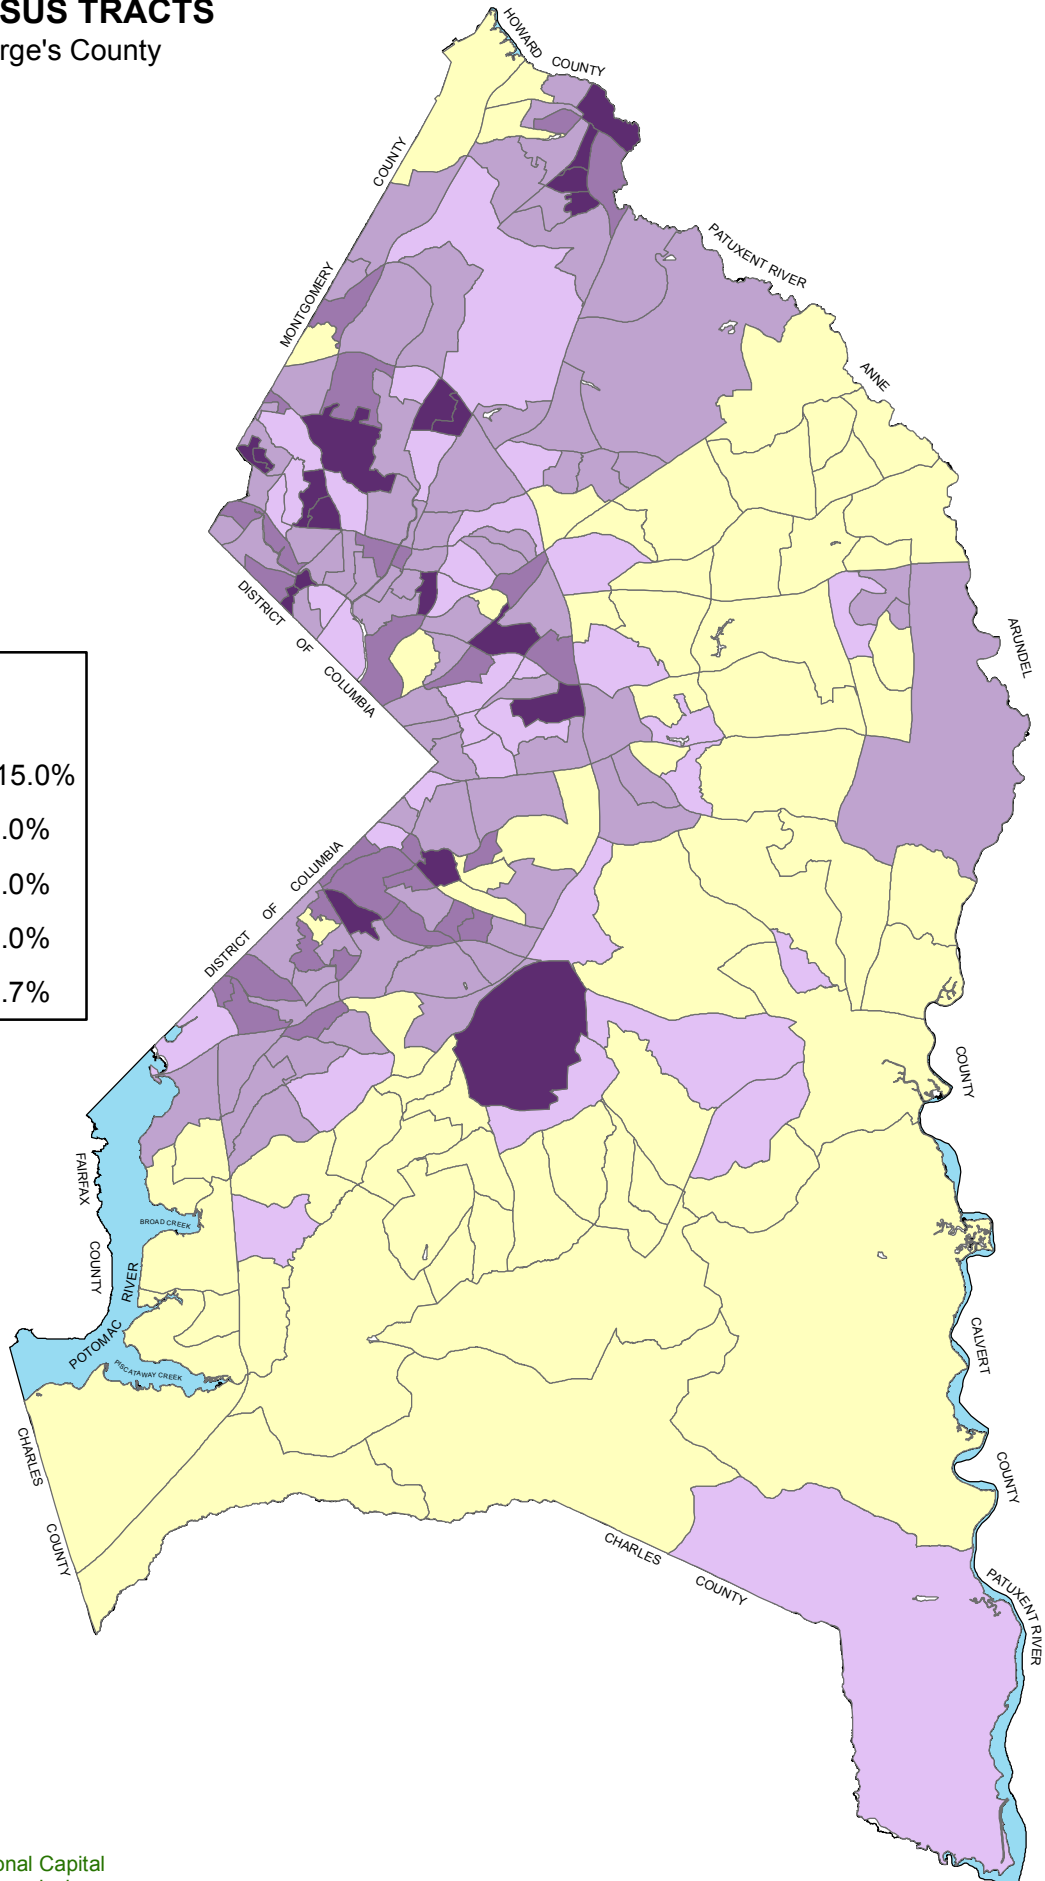 SUS TRACTS
rge's County
HOWARD COUNTY
MONTGOMERY COUNTY
PATUXENT RIVER
ANNE ARUNDEL
DISTRICT OF COLUMBIA
15.0%
.0%
.0%
.0%
.7%
DISTRICT OF COLUMBIA
COUNTY
FAIRFAX COUNTY
BROAD CREEK
POTOMAC RIVER
PISCATAWAY CREEK
CALVERT COUNTY
CHARLES COUNTY
CHARLES COUNTY
PATUXENT RIVER
onal Capital